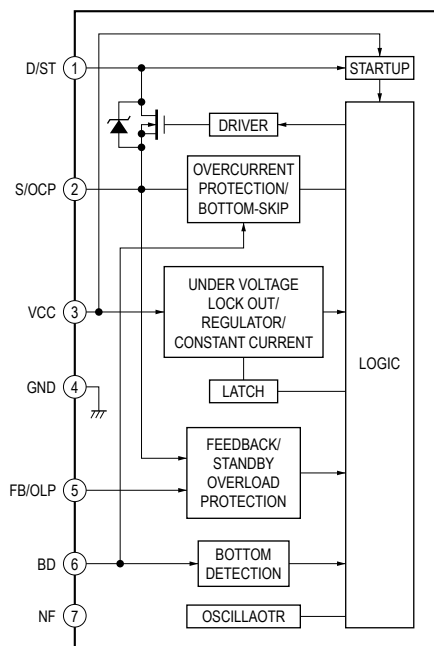 D/ST
1
STARTUP
DRIVER
S/OCP
2
OVERCURRENT
PROTECTION/
BOTTOM-SKIP
VCC
3
UNDER VOLTAGE
LOCK OUT/
REGULATOR/
CONSTANT CURRENT
LOGIC
GND
4
LATCH
FEEDBACK/
STANDBY
OVERLOAD
PROTECTION
FB/OLP
5
BD
6
BOTTOM
DETECTION
NF
7
OSCILLAOTR